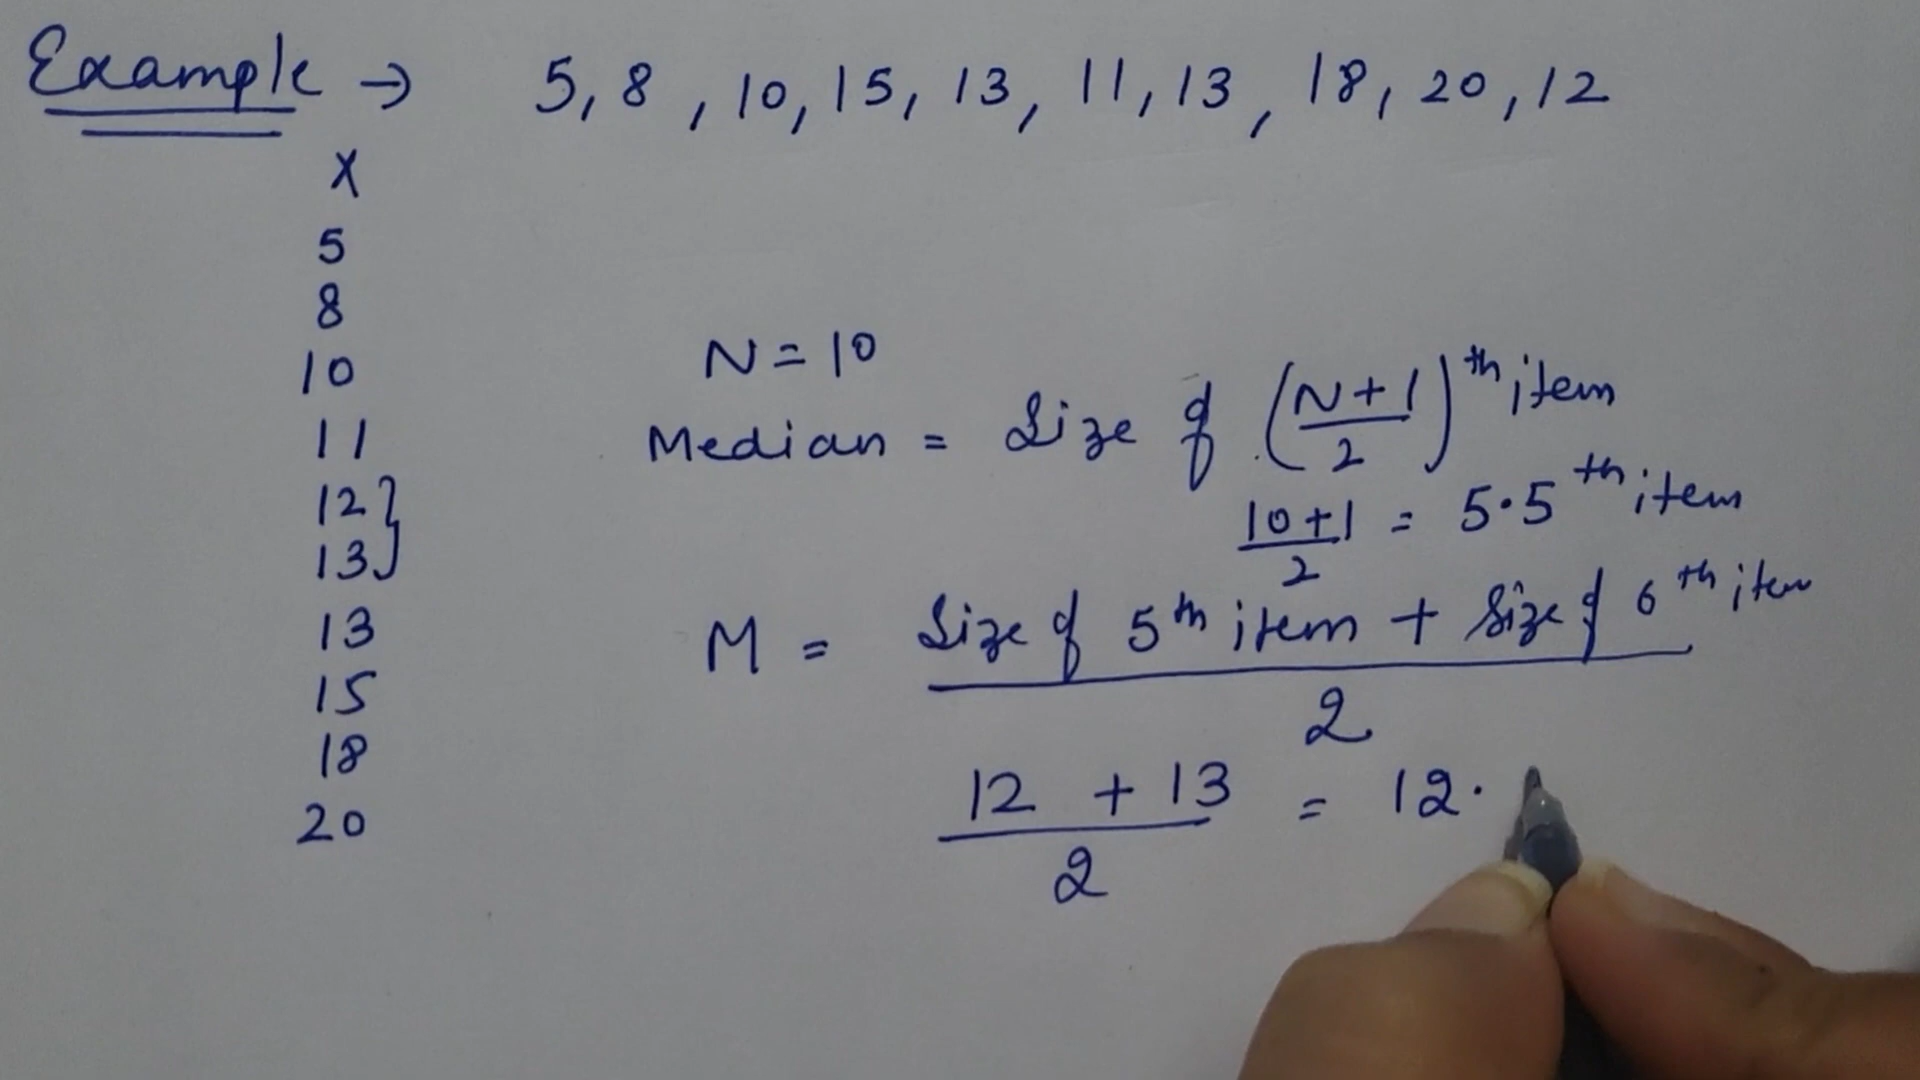 Example → 5, 8, 10, 15, 13, 11, 13, 18, 20, 12
X
5
8
10
11
12
13
13
15
18
20
N = 10
Median = Size of (N+1/2)th item
10+1/2 = 5.5th item
M = Size of 5th item + Size of 6th item / 2
12 + 13 / 2 = 12.